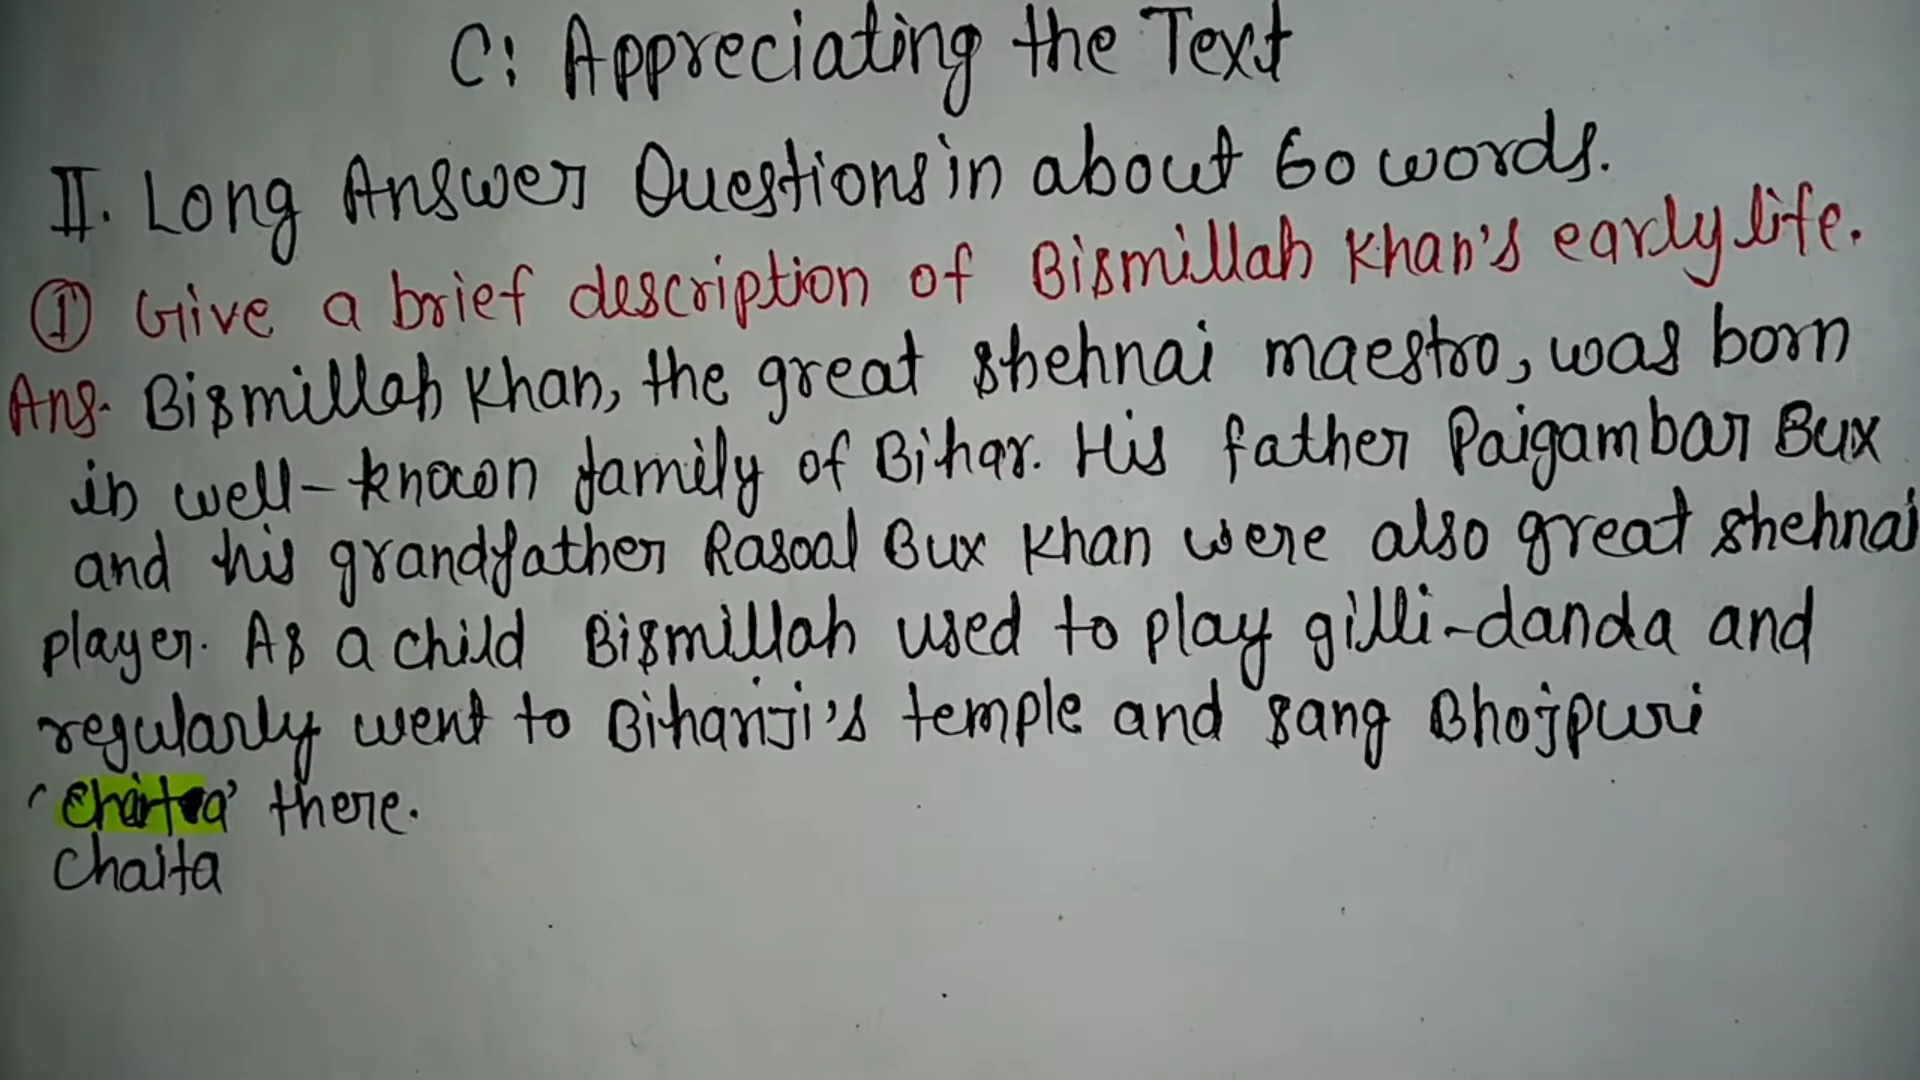 C: Appreciating the Text
II. Long Answer Questions in about 60 words.
① Give a brief description of Bismillah Khan's early life.
Ans. Bismillah Khan, the great shehnai maestro, was born
in well-known family of Bihar. His father Paigambar Bux
and his grandfather Rasoal Bux Khan were also great shehnai
player. As a child Bismillah used to play gilli-danda and
regularly went to Bihariji's temple and sang Bhojpuri
there.
Chaita